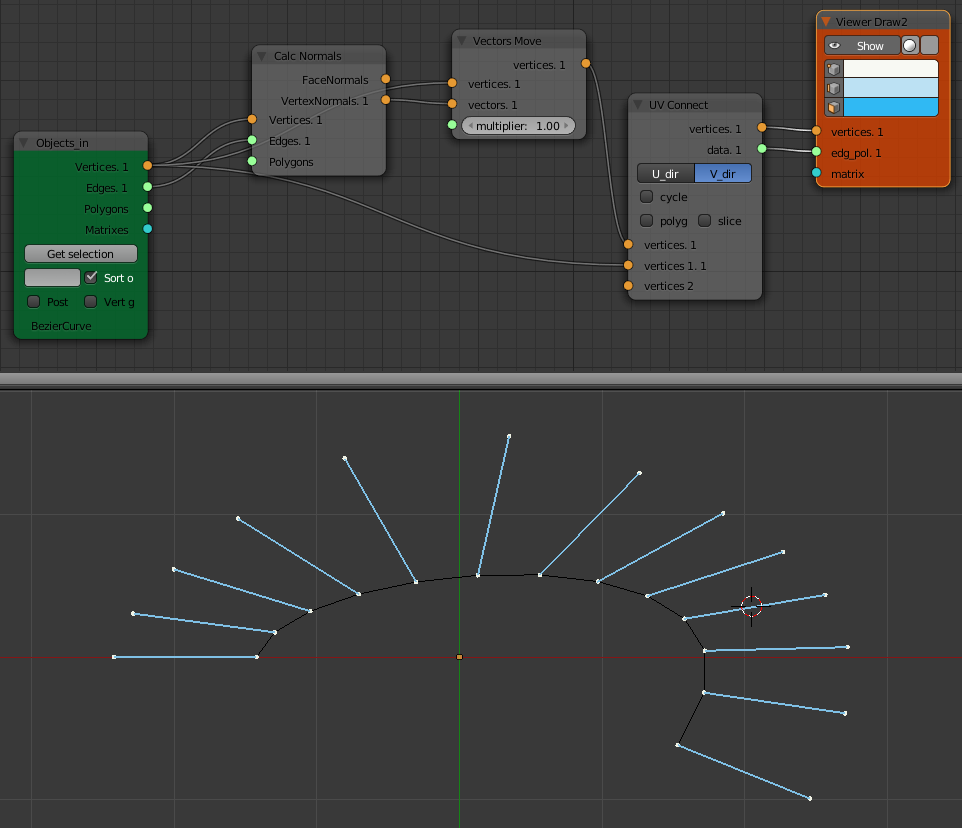 Objects_in
Vertices. 1
Edges. 1
Polygons
Matrixes
Get selection
Sort o
Post
Vert g
BezierCurve
Calc Normals
FaceNormals
VertexNormals. 1
Vertices. 1
Edges. 1
Polygons
Vectors Move
vertices. 1
vertices. 1
vectors. 1
multiplier: 1.00
UV Connect
vertices. 1
data. 1
U_dir V_dir
cycle
polyg slice
vertices. 1
vertices 1. 1
vertices 2
Viewer Draw2
Show
vertices. 1
edg_pol. 1
matrix